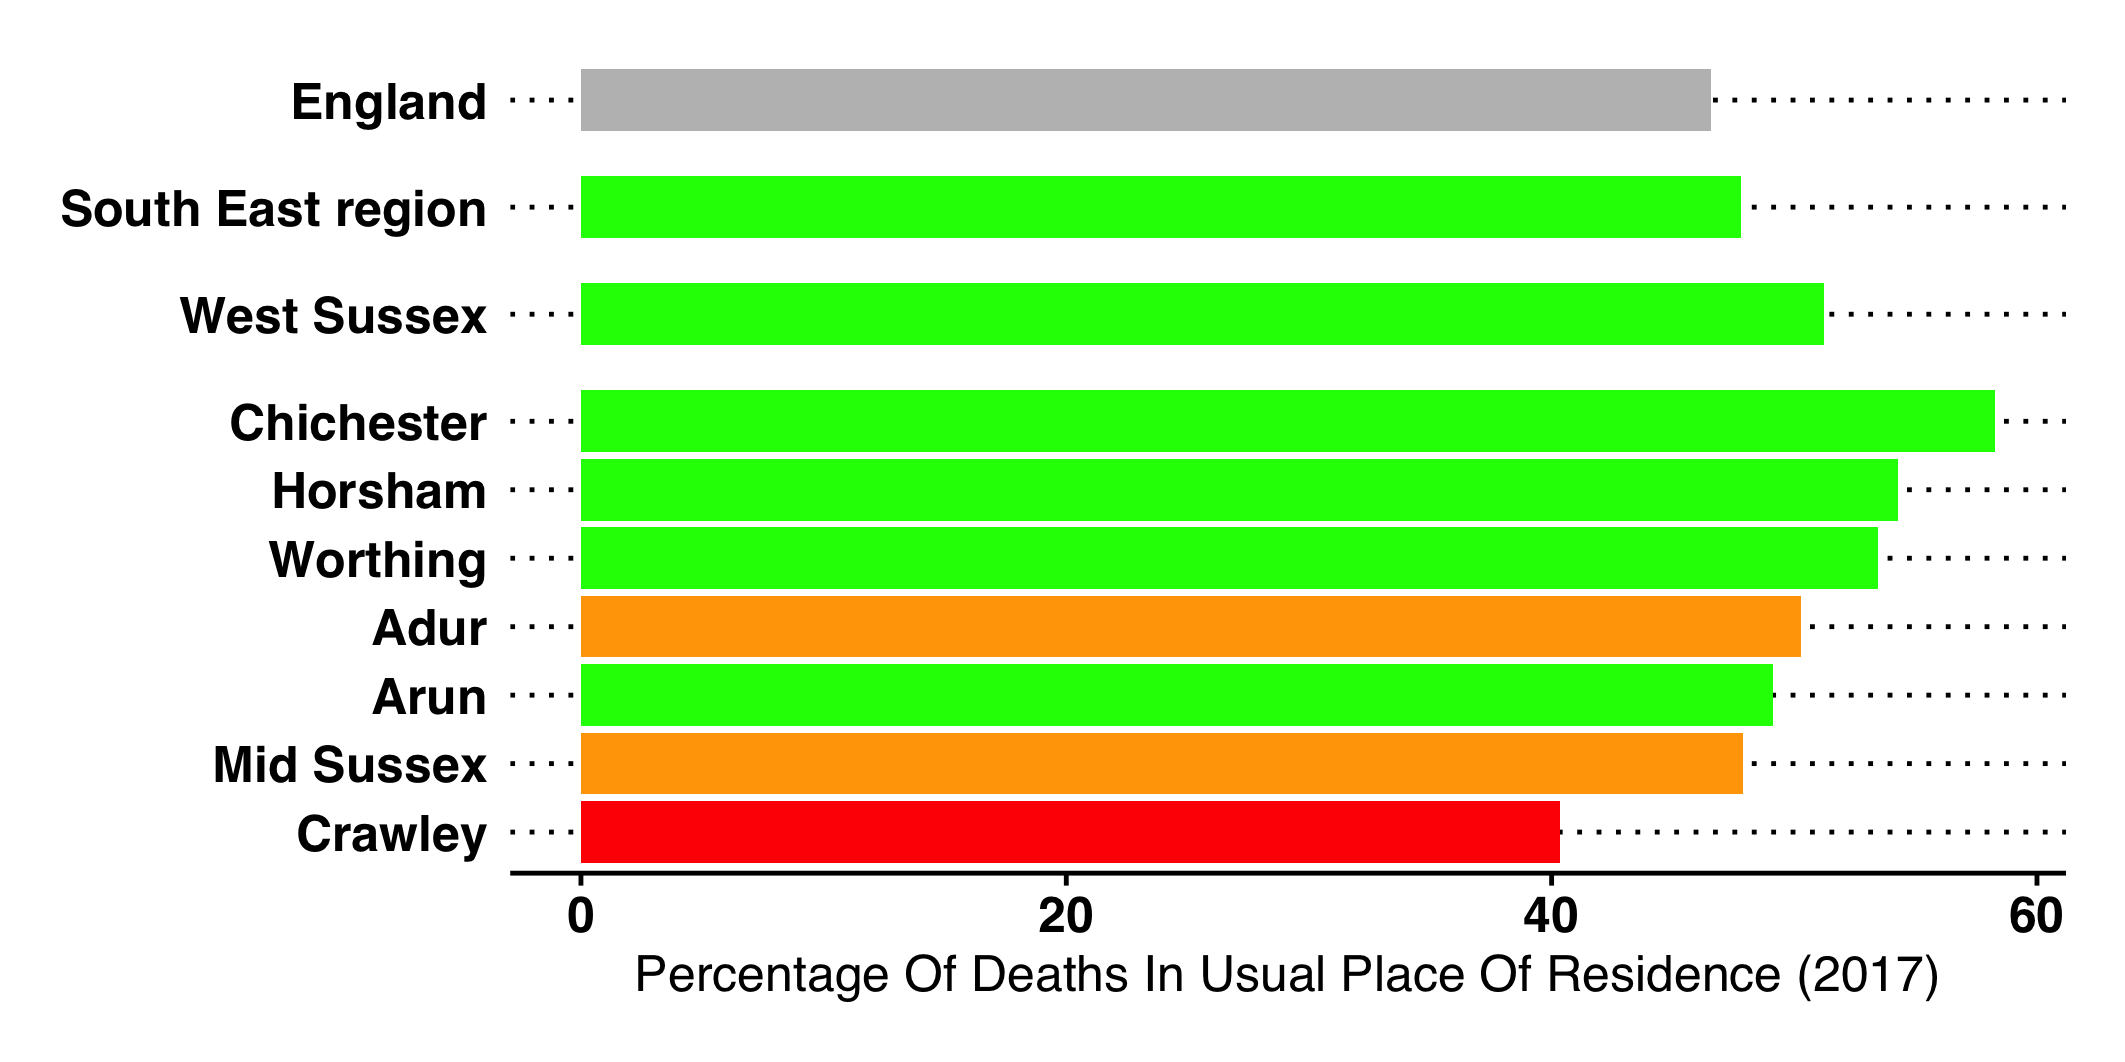 England
South East region
West Sussex
Chichester
Horsham
Worthing
Adur
Arun
Mid Sussex
Crawley
0 20 40 60
Percentage Of Deaths In Usual Place Of Residence (2017)